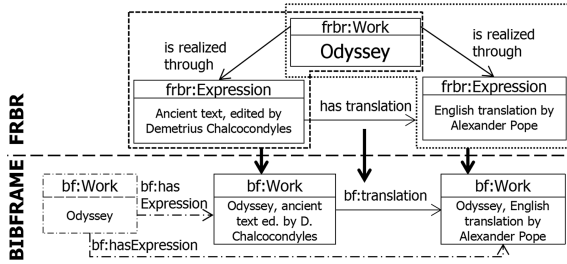 frbr:Work
Odyssey
is realized
through
is realized
through
frbr:Expression
Ancient text, edited by
Demetrius Chalcocondyles
has translation
frbr:Expression
English translation by
Alexander Pope
FRBR
BIBFRAME
bf:Work
Odyssey
bf:has
Expression
bf:Work
Odyssey, ancient
text ed. by D.
Chalcocondyles
bf:translation
bf:Work
Odyssey, English
translation by
Alexander Pope
bf:hasExpression